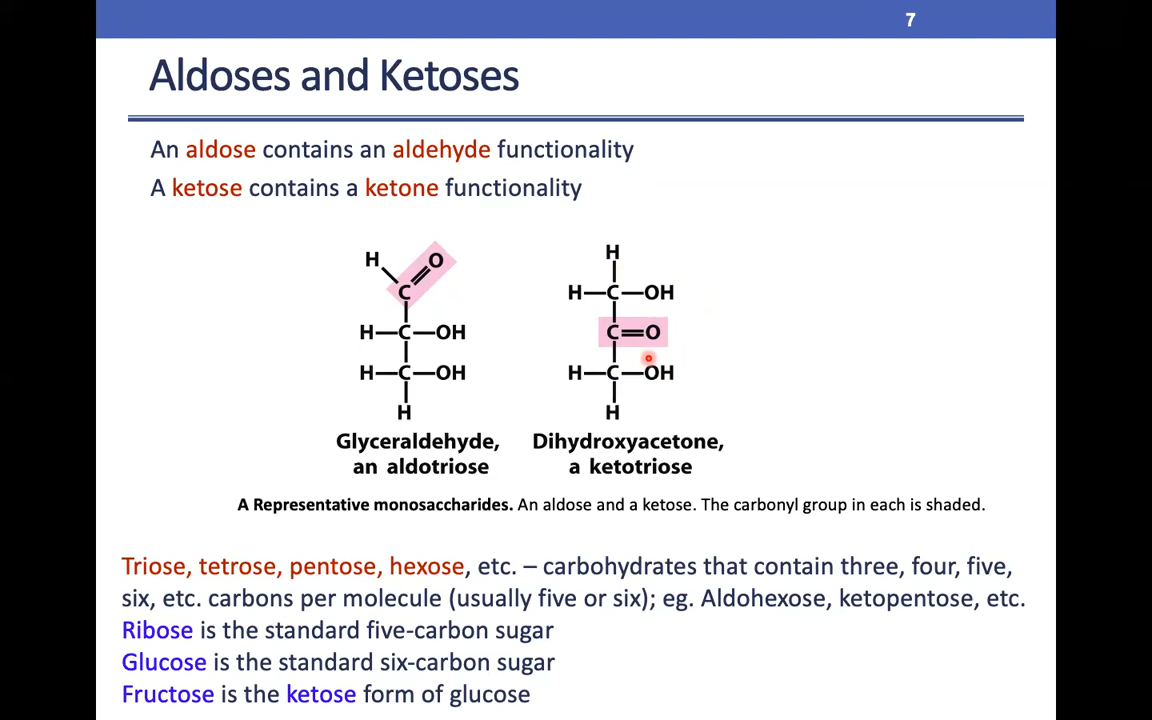 7
Aldoses and Ketoses
An aldose contains an aldehyde functionality
A ketose contains a ketone functionality
H O
C
H—C—OH
H—C—OH
H
H
H—C—OH
C=O
H—C—OH
H
Glyceraldehyde,
an aldotriose
Dihydroxyacetone,
a ketotriose
A Representative monosaccharides. An aldose and a ketose. The carbonyl group in each is shaded.
Triose, tetrose, pentose, hexose, etc. – carbohydrates that contain three, four, five,
six, etc. carbons per molecule (usually five or six); eg. Aldohexose, ketopentose, etc.
Ribose is the standard five-carbon sugar
Glucose is the standard six-carbon sugar
Fructose is the ketose form of glucose